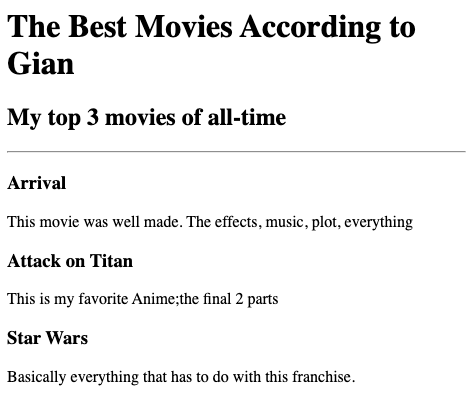 The Best Movies According to
Gian
My top 3 movies of all-time
Arrival
This movie was well made. The effects, music, plot, everything
Attack on Titan
This is my favorite Anime;the final 2 parts
Star Wars
Basically everything that has to do with this franchise.